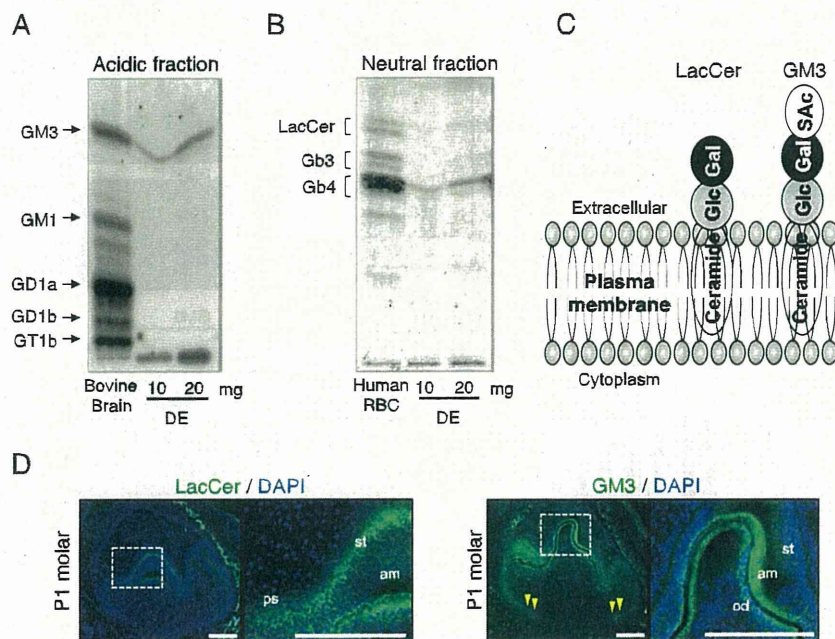 A
Acidic fraction
GM3
GM1
GD1a
GD1b
GT1b
Bovine Brain
10 20 mg
DE
B
Neutral fraction
LacCer
Gb3
Gb4
Human RBC
10 20 mg
DE
C
LacCer GM3
SAc
Gal Gal
Glc Glc
Extracellular
Ceramide Ceramide
Plasma membrane
Cytoplasm
D
LacCer / DAPI
P1 molar
st
am
ps
GM3 / DAPI
P1 molar
st
am
od